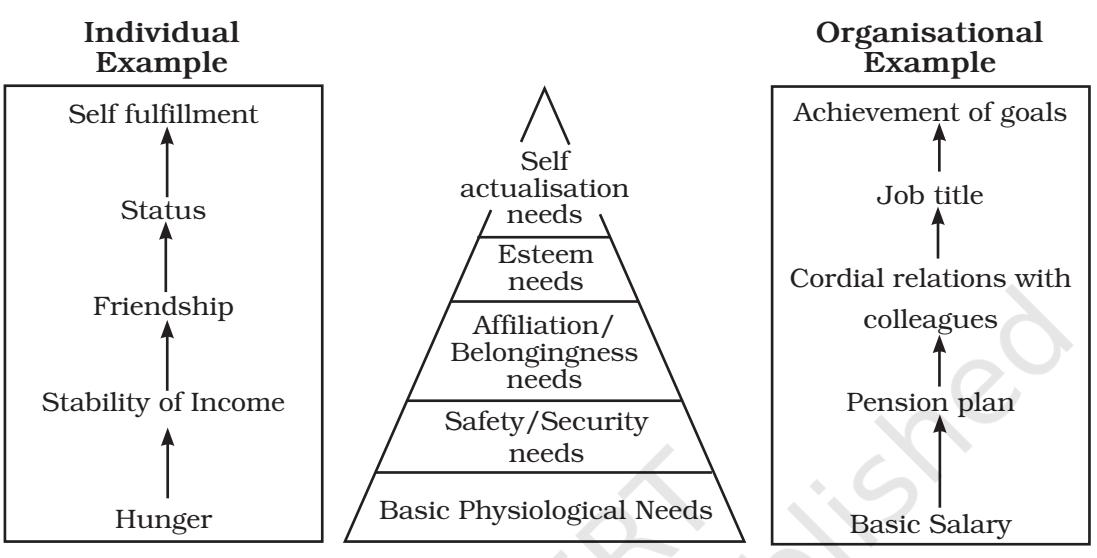 Individual
Example
Self fulfillment
Status
Friendship
Stability of Income
Hunger
Self
actualisation
needs
Esteem
needs
Affiliation/
Belongingness
needs
Safety/Security
needs
Basic Physiological Needs
Organisational
Example
Achievement of goals
Job title
Cordial relations with
colleagues
Pension plan
Basic Salary